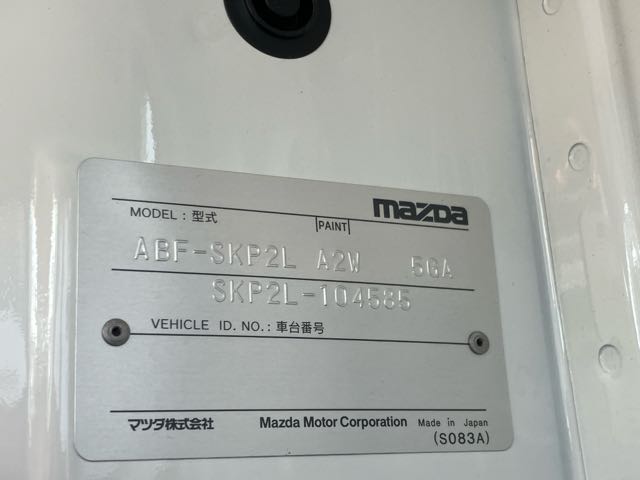 mazda
MODEL : 型式 PAINT
ABF-SKP2L A2W 5GA
SKP2L-104585
VEHICLE ID. NO. : 車台番号
マツダ株式会社 Mazda Motor Corporation Made in Japan
(S083A)